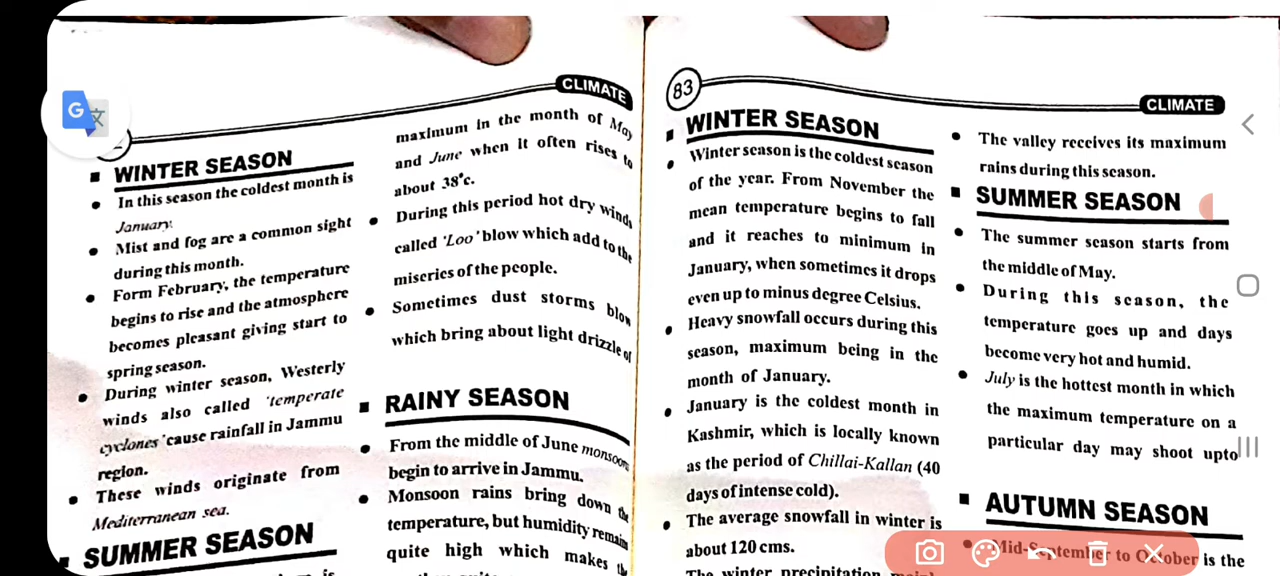 CLIMATE
WINTER SEASON
In this season the coldest month is
January.
Mist and fog are a common sight
during this month.
Form February, the temperature
begins to rise and the atmosphere
becomes pleasant giving start to
spring season.
During winter season, Westerly
winds also called 'temperate
cyclones' cause rainfall in Jammu
region.
These winds originate from
Mediterranean sea.
SUMMER SEASON
maximum in the month of May
and June when it often rises to
about 38°c.
During this period hot dry winds
called 'Loo' blow which add to the
miseries of the people.
Sometimes dust storms blow
which bring about light drizzle of
RAINY SEASON
From the middle of June monsoon
begin to arrive in Jammu.
Monsoon rains bring down the
temperature, but humidity remains
quite high which makes the
83
CLIMATE
WINTER SEASON
Winter season is the coldest season
of the year. From November the
mean temperature begins to fall
and it reaches to minimum in
January, when sometimes it drops
even up to minus degree Celsius.
Heavy snowfall occurs during this
season, maximum being in the
month of January.
January is the coldest month in
Kashmir, which is locally known
as the period of Chillai-Kallan (40
days of intense cold).
The average snowfall in winter is
about 120 cms.
The winter precipitation
The valley receives its maximum
rains during this season.
SUMMER SEASON
The summer season starts from
the middle of May.
During this season, the
temperature goes up and days
become very hot and humid.
July is the hottest month in which
the maximum temperature on a
particular day may shoot upto
AUTUMN SEASON
Mid-September to October is the